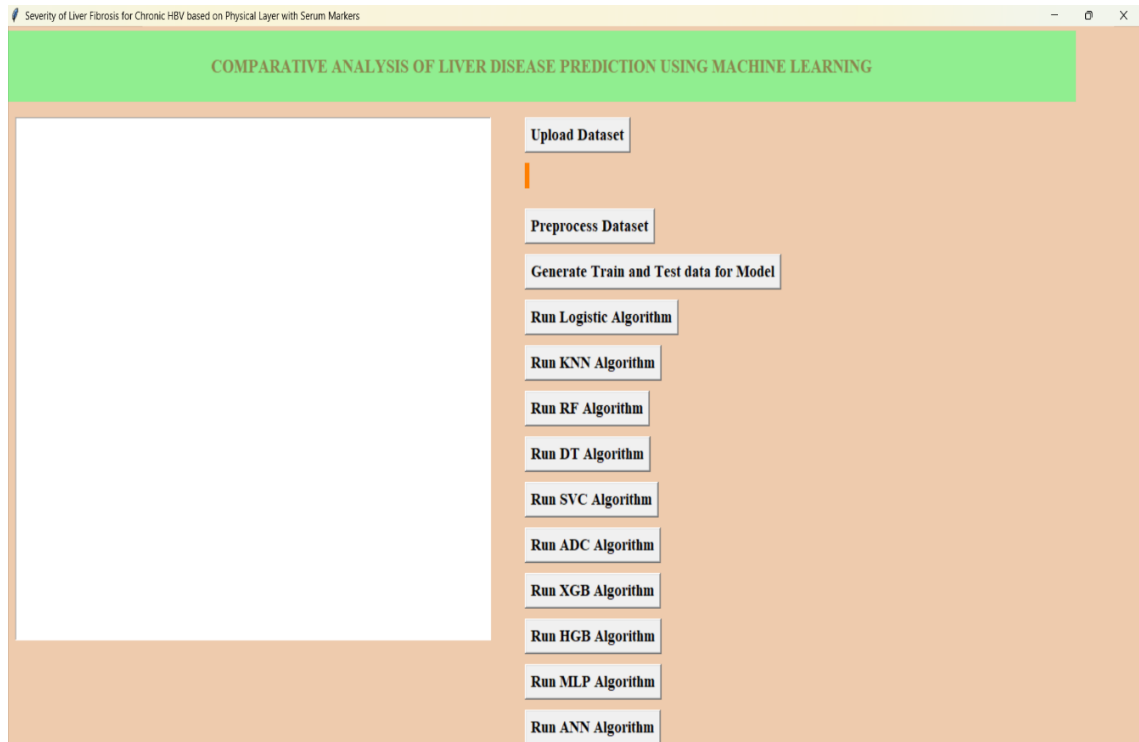 Severity of Liver Fibrosis for Chronic HBV based on Physical Layer with Serum Markers
COMPARATIVE ANALYSIS OF LIVER DISEASE PREDICTION USING MACHINE LEARNING
Upload Dataset
Preprocess Dataset
Generate Train and Test data for Model
Run Logistic Algorithm
Run KNN Algorithm
Run RF Algorithm
Run DT Algorithm
Run SVC Algorithm
Run ADC Algorithm
Run XGB Algorithm
Run HGB Algorithm
Run MLP Algorithm
Run ANN Algorithm